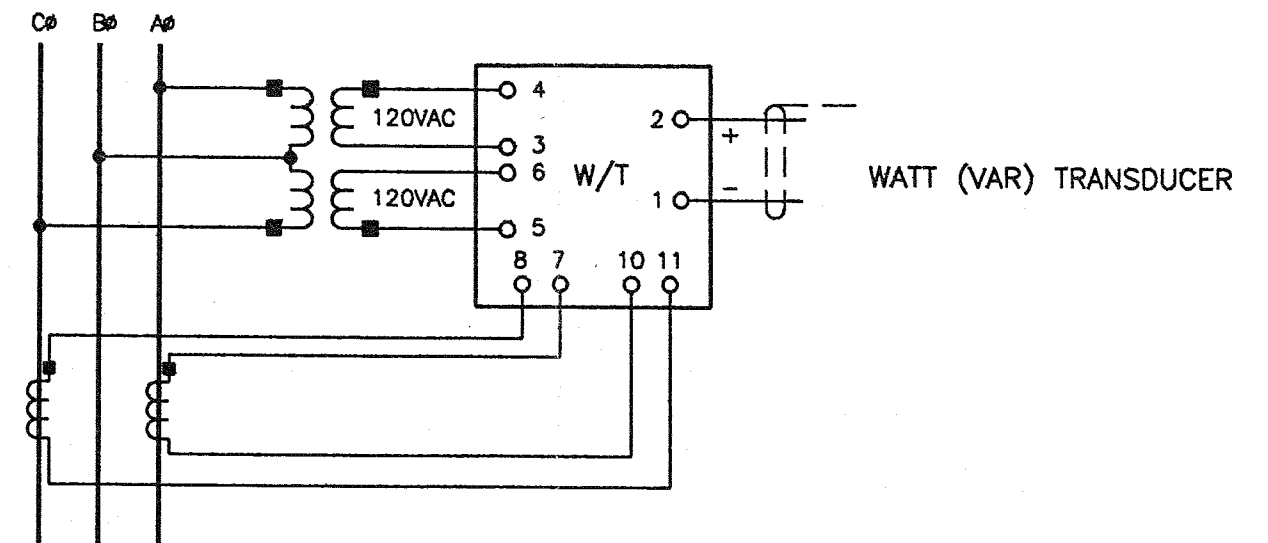 CØ BØ AØ
4
120VAC
3
2
+
6
W/T
WATT (VAR) TRANSDUCER
120VAC
−
1
5
8 7 10 11